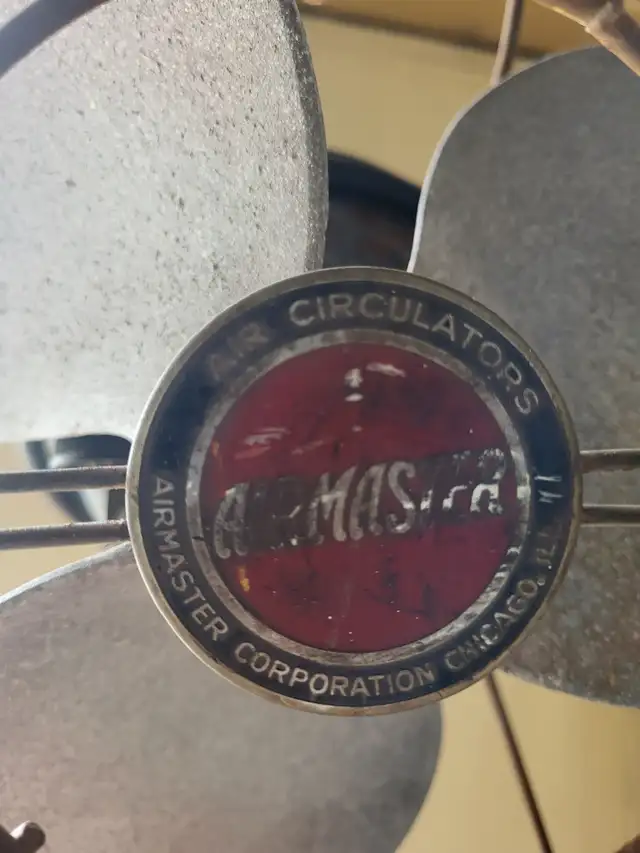 AIR CIRCULATORS
AIRMASTER
AIRMASTER CORPORATION CHICAGO, ILL